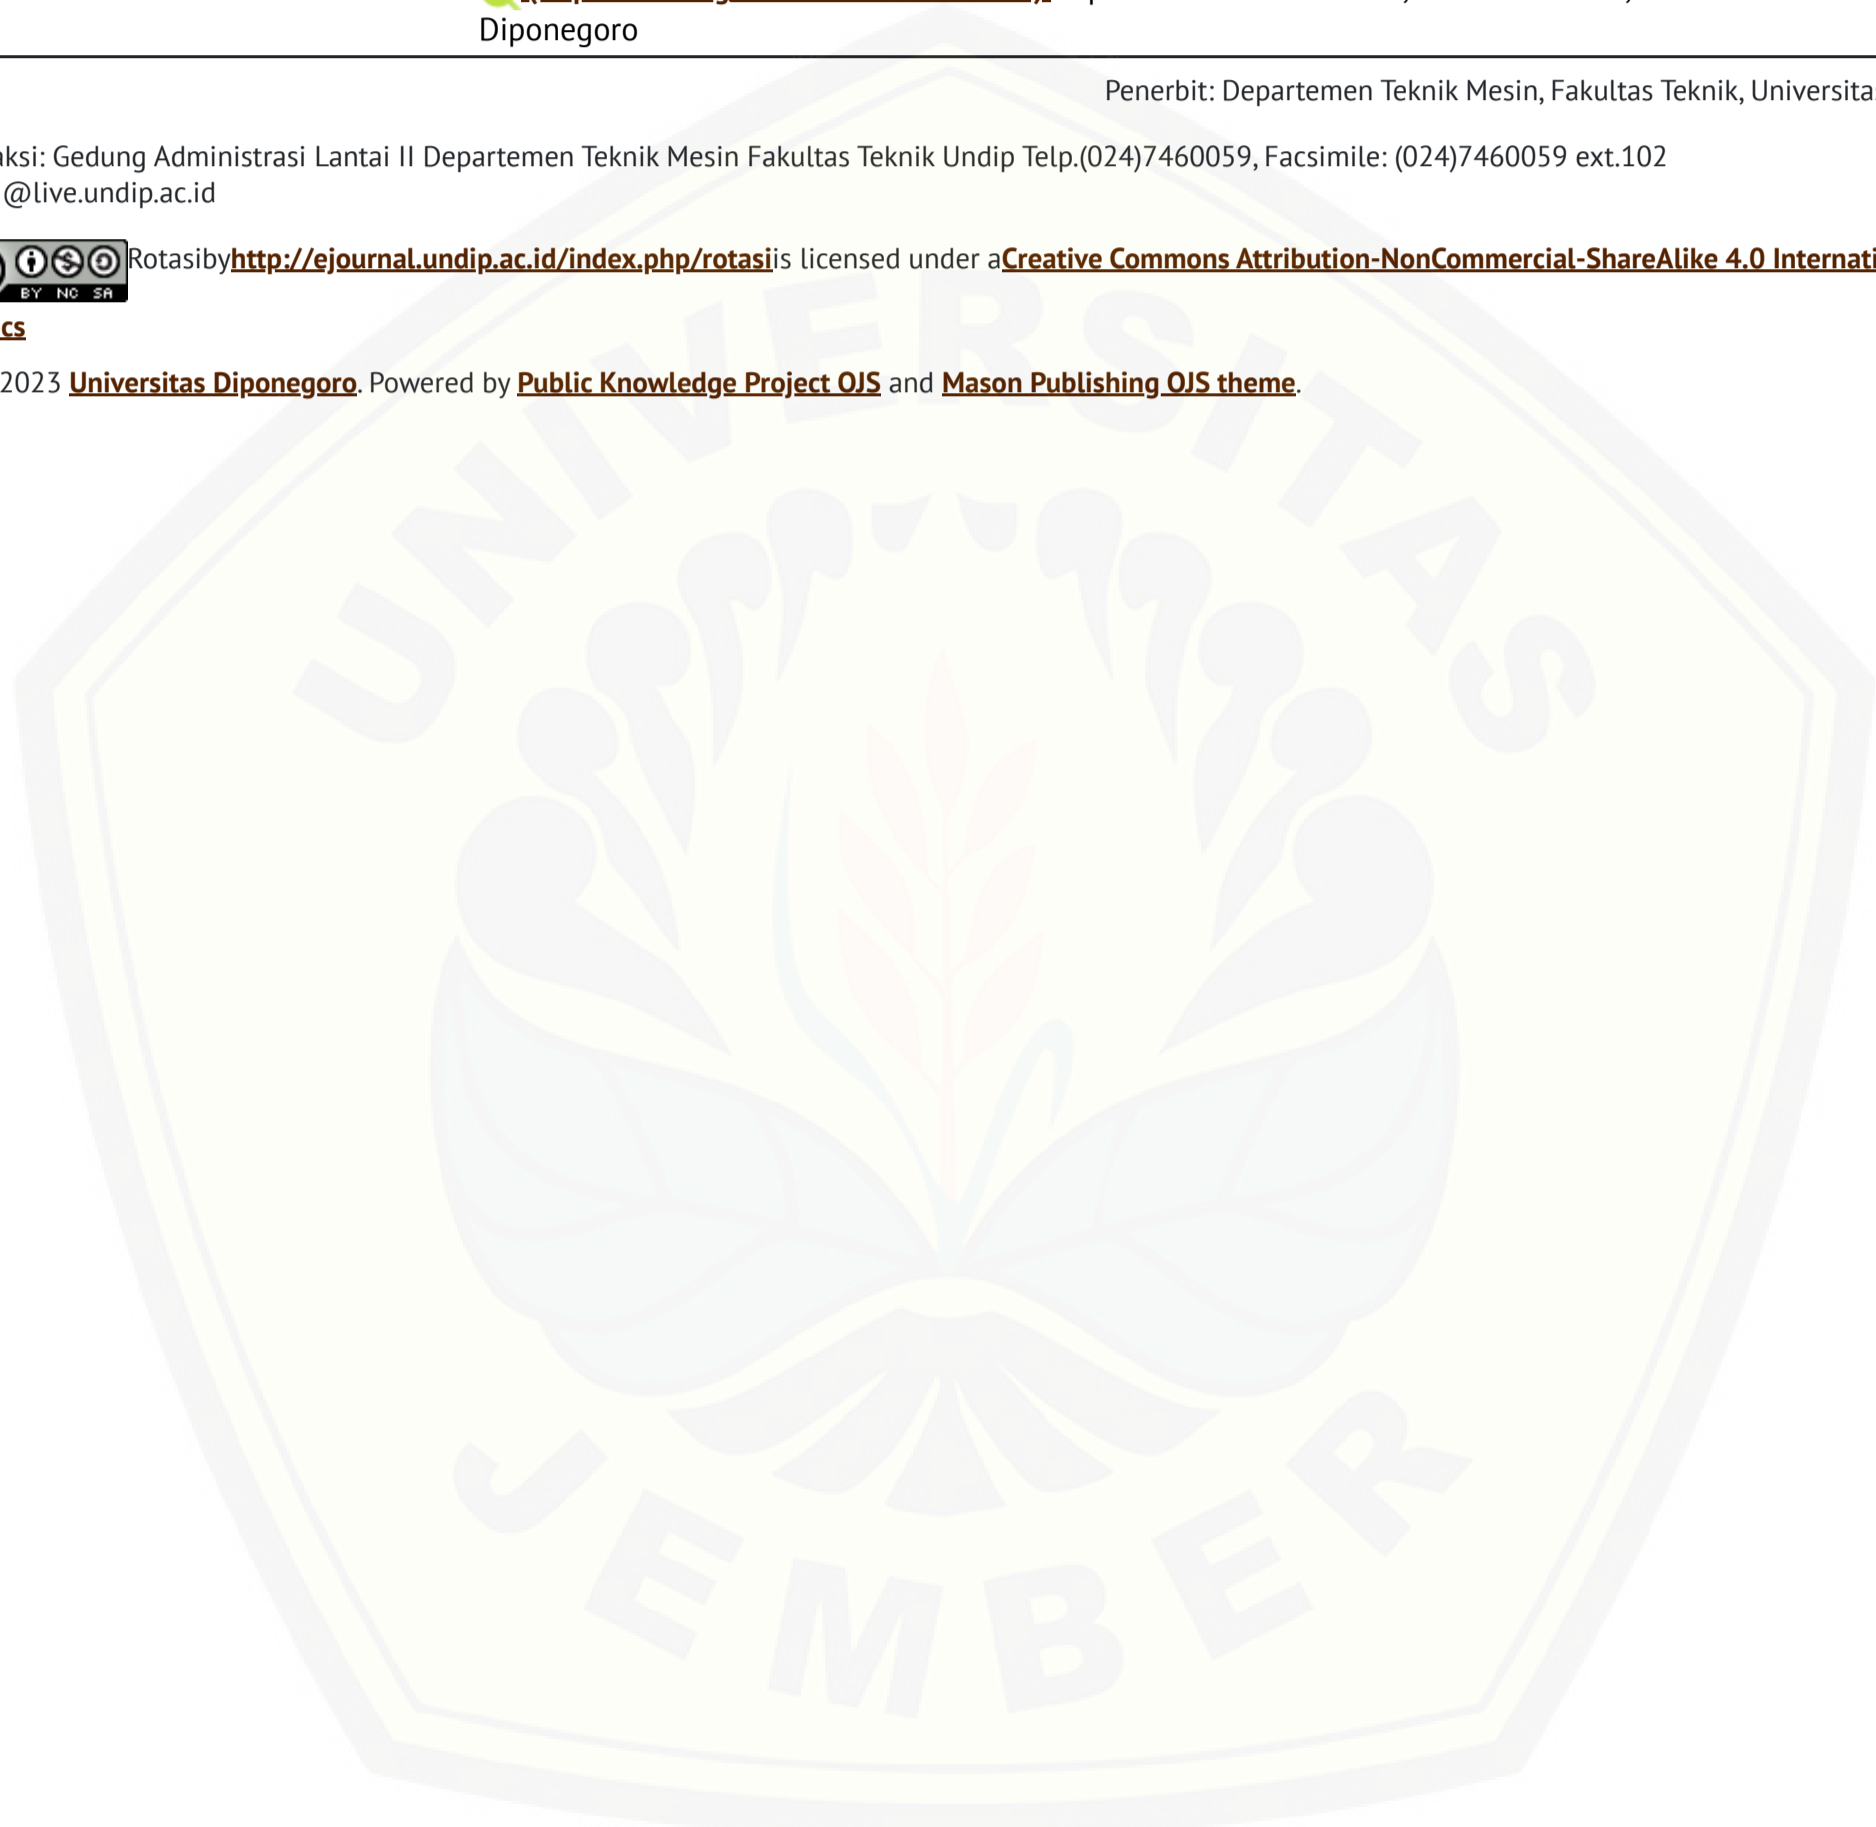 Diponegoro
Penerbit: Departemen Teknik Mesin, Fakultas Teknik, Universita
aksi: Gedung Administrasi Lantai II Departemen Teknik Mesin Fakultas Teknik Undip Telp.(024)7460059, Facsimile: (024)7460059 ext.102
@live.undip.ac.id
Rotasibyhttp://ejournal.undip.ac.id/index.php/rotasiis licensed under aCreative Commons Attribution-NonCommercial-ShareAlike 4.0 Internati
BY NC SA
cs
2023 Universitas Diponegoro. Powered by Public Knowledge Project OJS and Mason Publishing OJS theme.
UNIVERSITAS
JEMBER